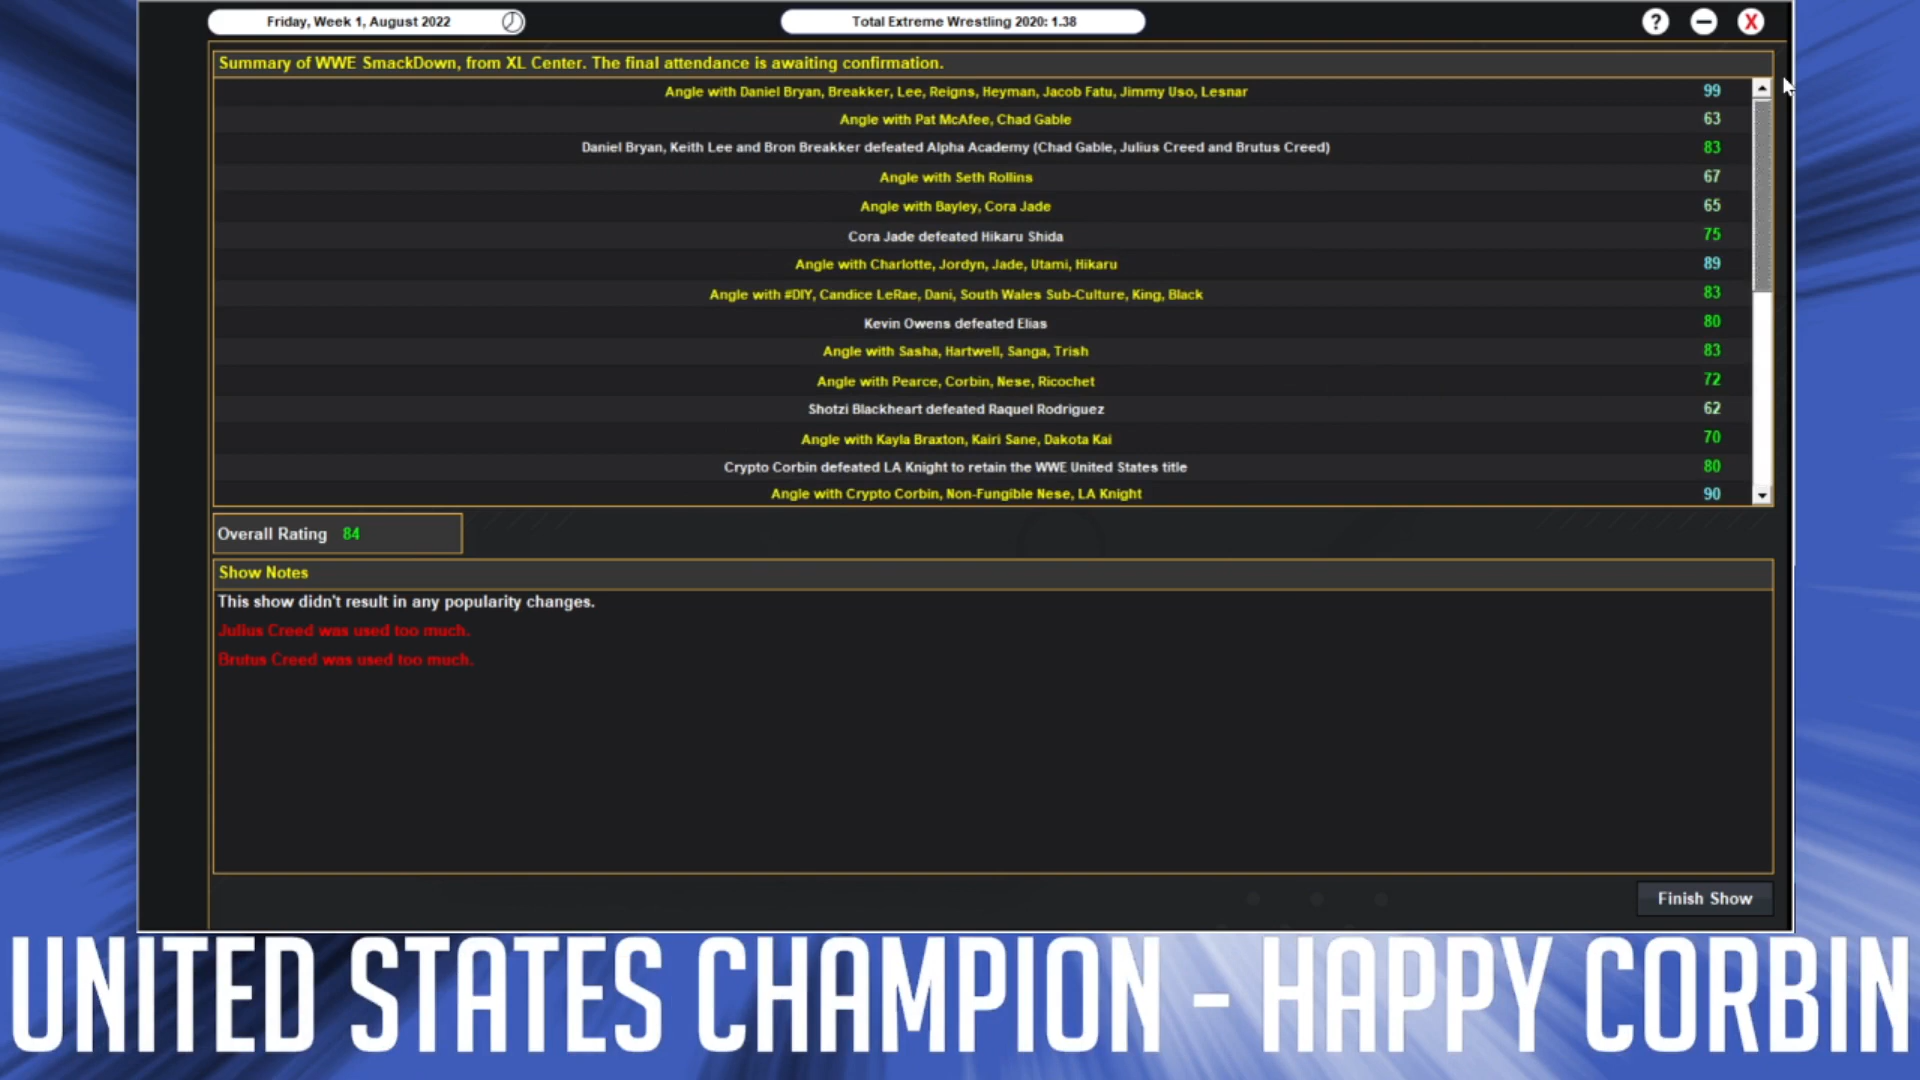 Friday, Week 1, August 2022
Total Extreme Wrestling 2020: 1.38
?
X
Summary of WWE SmackDown, from XL Center. The final attendance is awaiting confirmation.
Angle with Daniel Bryan, Breakker, Lee, Reigns, Heyman, Jacob Fatu, Jimmy Uso, Lesnar 99
Angle with Pat McAfee, Chad Gable 63
Daniel Bryan, Keith Lee and Bron Breakker defeated Alpha Academy (Chad Gable, Julius Creed and Brutus Creed) 83
Angle with Seth Rollins 67
Angle with Bayley, Cora Jade 65
Cora Jade defeated Hikaru Shida 75
Angle with Charlotte, Jordyn, Jade, Utami, Hikaru 89
Angle with #DIY, Candice LeRae, Dani, South Wales Sub-Culture, King, Black 83
Kevin Owens defeated Elias 80
Angle with Sasha, Hartwell, Sanga, Trish 83
Angle with Pearce, Corbin, Nese, Ricochet 72
Shotzi Blackheart defeated Raquel Rodriguez 62
Angle with Kayla Braxton, Kairi Sane, Dakota Kai 70
Crypto Corbin defeated LA Knight to retain the WWE United States title 80
Angle with Crypto Corbin, Non-Fungible Nese, LA Knight 90
Overall Rating 84
Show Notes
This show didn't result in any popularity changes.
Julius Creed was used too much.
Brutus Creed was used too much.
Finish Show
UNITED STATES CHAMPION - HAPPY CORBIN